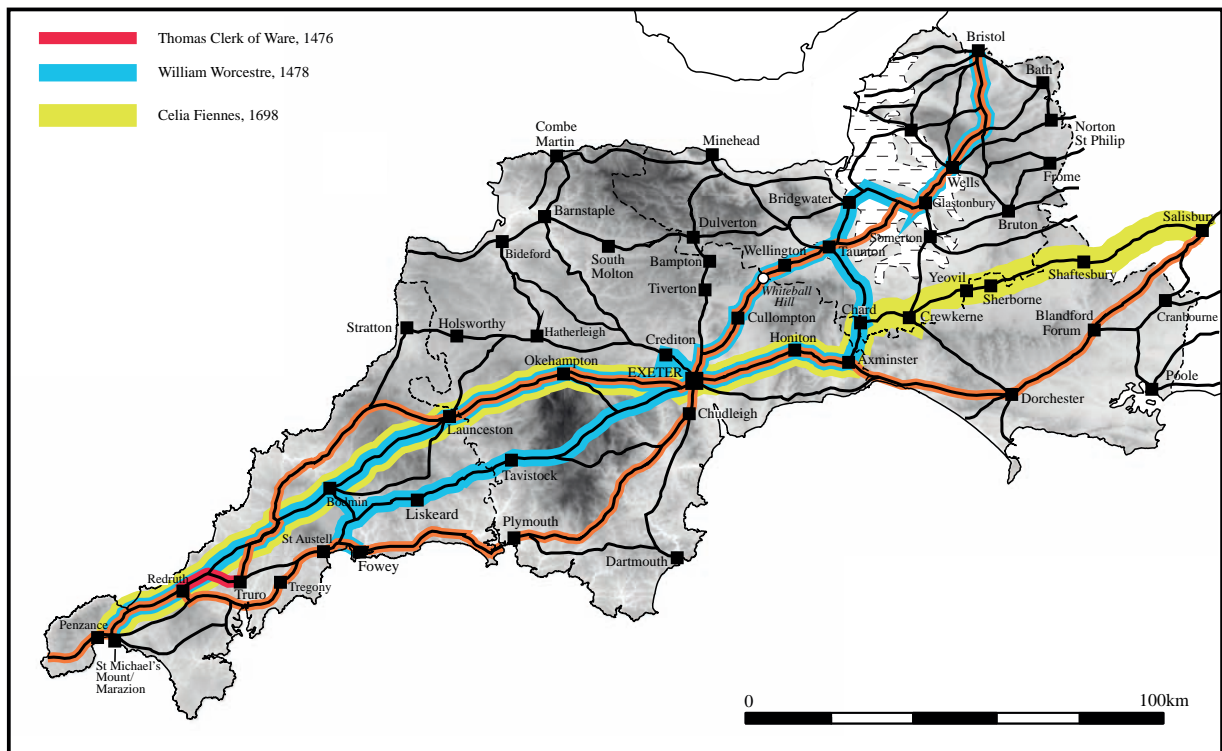 Thomas Clerk of Ware, 1476
William Worcestre, 1478
Celia Fiennes, 1698
Bristol
Bath
Norton
St Philip
Combe
Martin
Minehead
Wells
Frome
Bridgwater
Glastonbury
Barnstaple
Dulverton
Bruton
Salisbury
Somerton
Bideford
South
Molton
Bampton
Wellington
Taunton
Shaftesbury
Yeovil
Tiverton
Whiteball
Hill
Sherborne
Cranbourne
Stratton
Holsworthy
Hatherleigh
Cullompton
Chard
Crewkerne
Blandford
Forum
Crediton
Honiton
Okehampton
EXETER
Axminster
Poole
Dorchester
Launceston
Chudleigh
Tavistock
Bodmin
Liskeard
Plymouth
St Austell
Fowey
Dartmouth
Redruth
Truro
Tregony
Penzance
St Michael's
Mount/
Marazion
0
100km